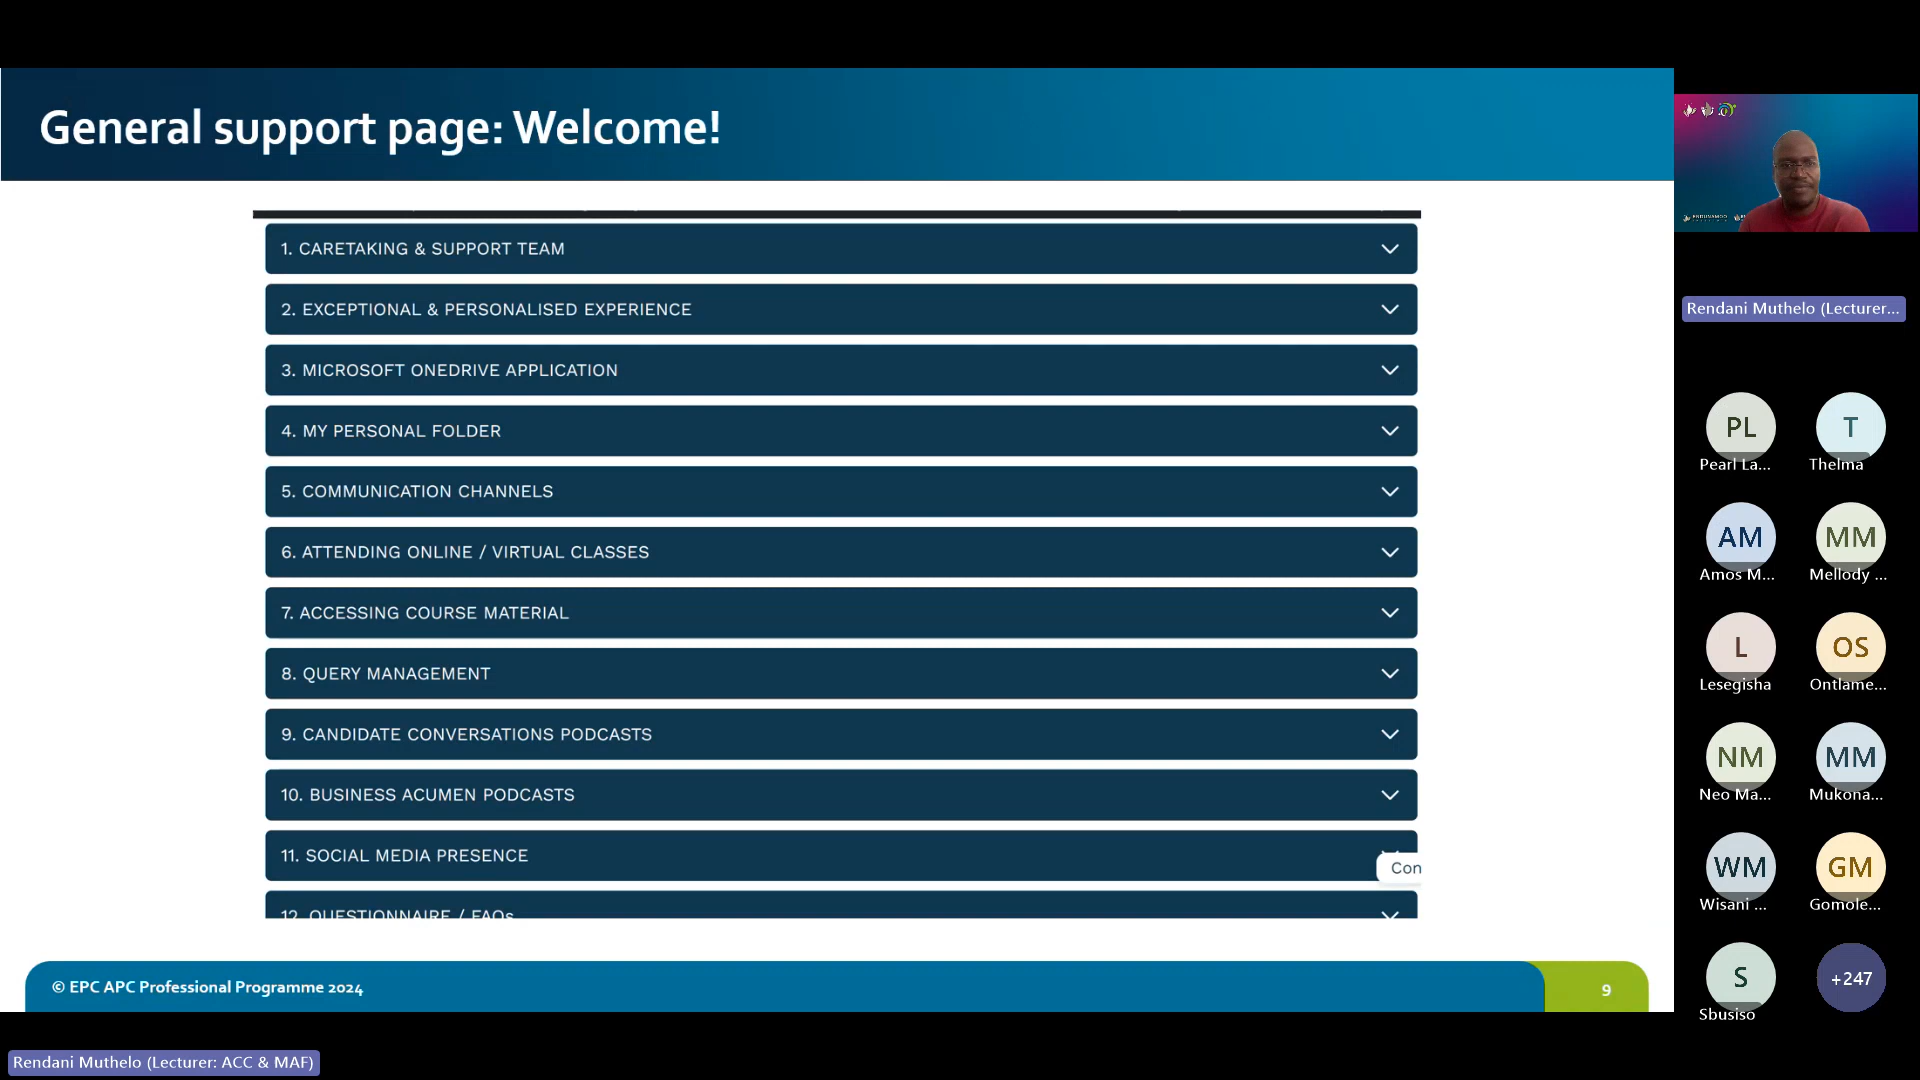 General support page: Welcome!
1. CARETAKING & SUPPORT TEAM
2. EXCEPTIONAL & PERSONALISED EXPERIENCE
3. MICROSOFT ONEDRIVE APPLICATION
4. MY PERSONAL FOLDER
5. COMMUNICATION CHANNELS
6. ATTENDING ONLINE / VIRTUAL CLASSES
7. ACCESSING COURSE MATERIAL
8. QUERY MANAGEMENT
9. CANDIDATE CONVERSATIONS PODCASTS
10. BUSINESS ACUMEN PODCASTS
11. SOCIAL MEDIA PRESENCE
Con
12. QUESTIONNAIRE / FAQs
© EPC APC Professional Programme 2024
9
Rendani Muthelo (Lecturer: ACC & MAF)
Rendani Muthelo (Lecturer...
PL
Pearl La...
T
Thelma
AM
Amos M...
MM
Mellody ...
L
Lesegisha
OS
Ontlame...
NM
Neo Ma...
MM
Mukona...
WM
Wisani ...
GM
Gomole...
S
Sbusiso
+247